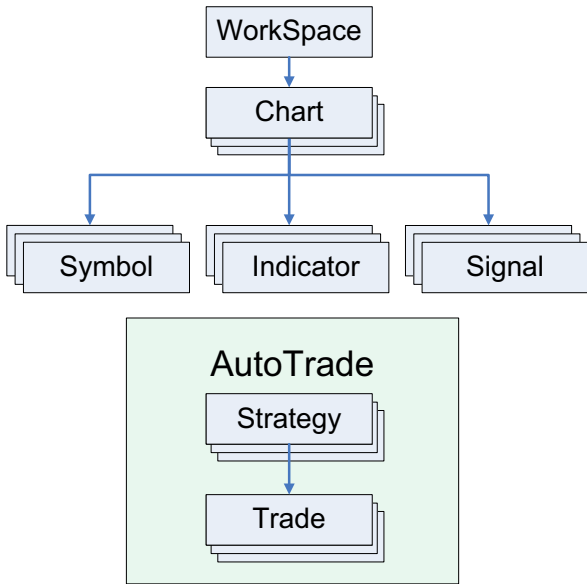 WorkSpace
Chart
Symbol
Indicator
Signal
AutoTrade
Strategy
Trade